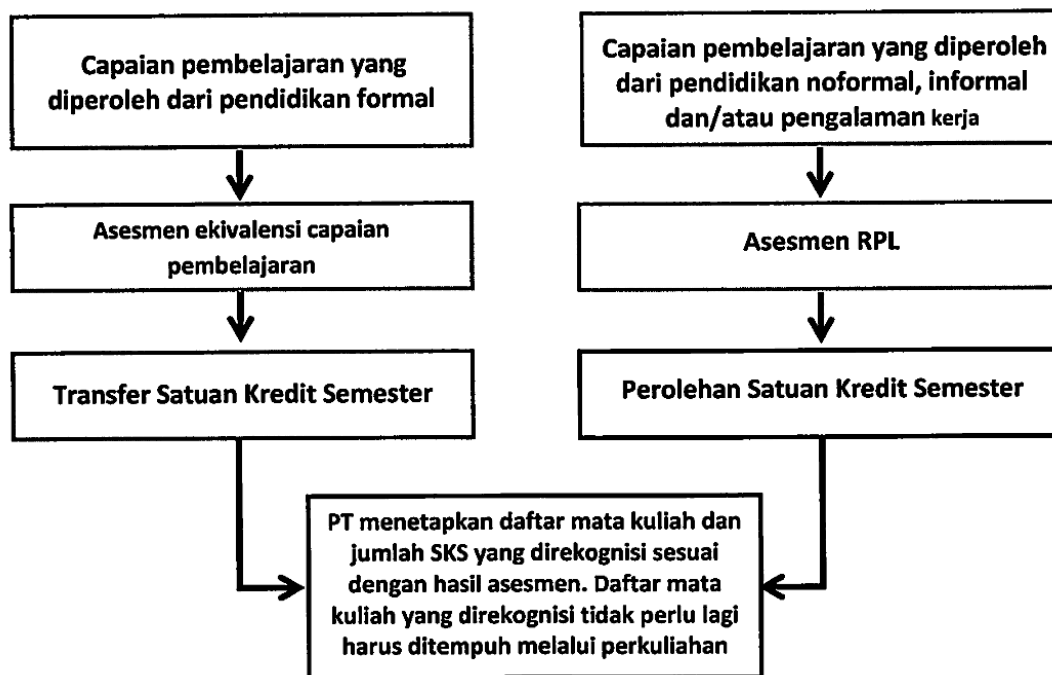 Capaian pembelajaran yang
diperoleh dari pendidikan formal
Asesmen ekivalensi capaian
pembelajaran
Transfer Satuan Kredit Semester
Capaian pembelajaran yang diperoleh
dari pendidikan noformal, informal
dan/atau pengalaman kerja
Asesmen RPL
Perolehan Satuan Kredit Semester
PT menetapkan daftar mata kuliah dan
jumlah SKS yang direkognisi sesuai
dengan hasil asesmen. Daftar mata
kuliah yang direkognisi tidak perlu lagi
harus ditempuh melalui perkuliahan